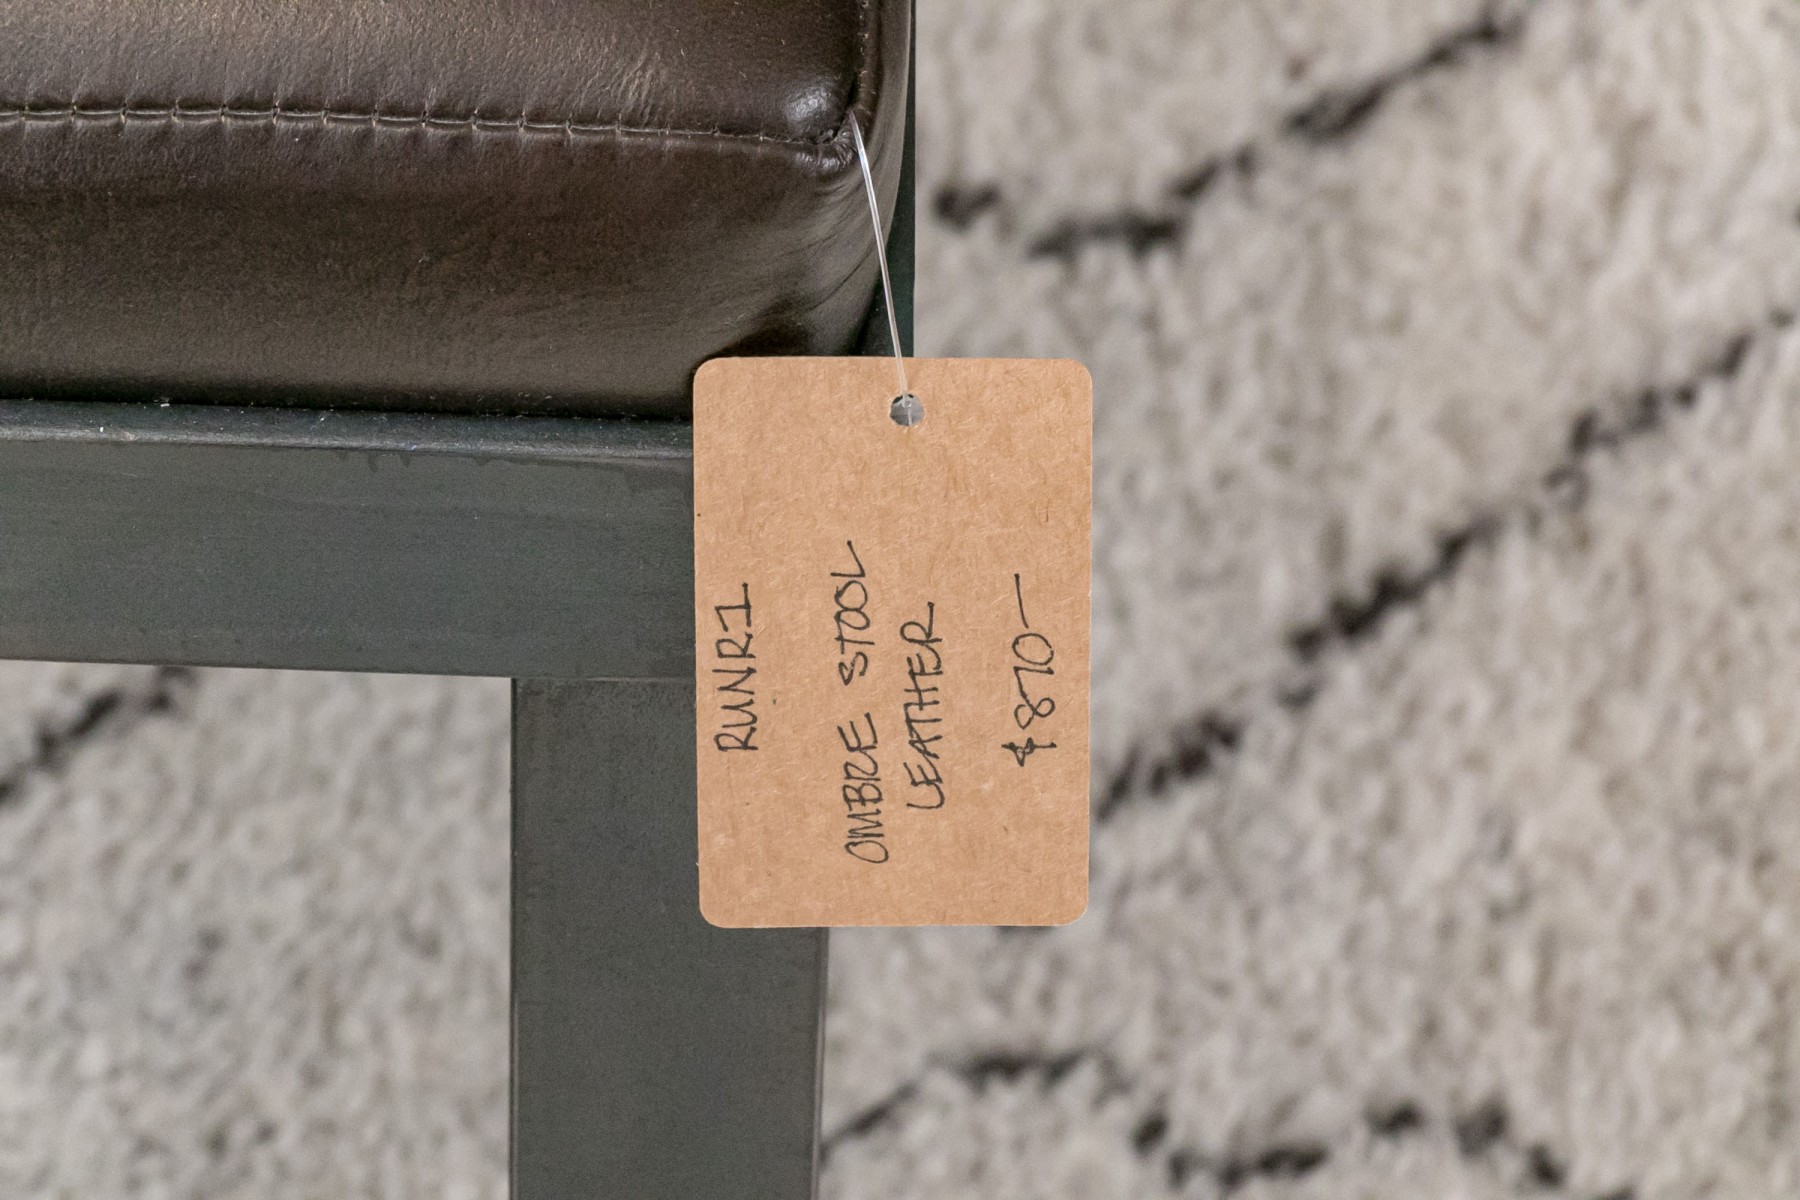 RUNR1
OMBRE STOOL
LEATHER
$870—